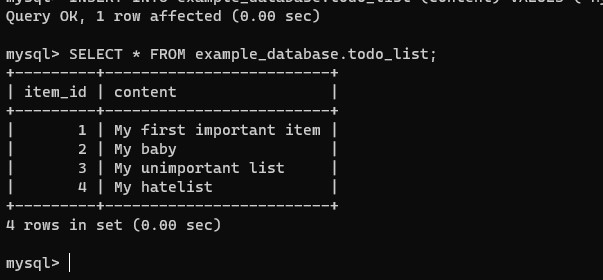 mysql> INSERT INTO example_database.todo_list (content) VALUES ("My
Query OK, 1 row affected (0.00 sec)
mysql> SELECT * FROM example_database.todo_list;
+---------+-------------------------+
| item_id | content                 |
+---------+-------------------------+
|       1 | My first important item |
|       2 | My baby                 |
|       3 | My unimportant list     |
|       4 | My hatelist             |
+---------+-------------------------+
4 rows in set (0.00 sec)
mysql>